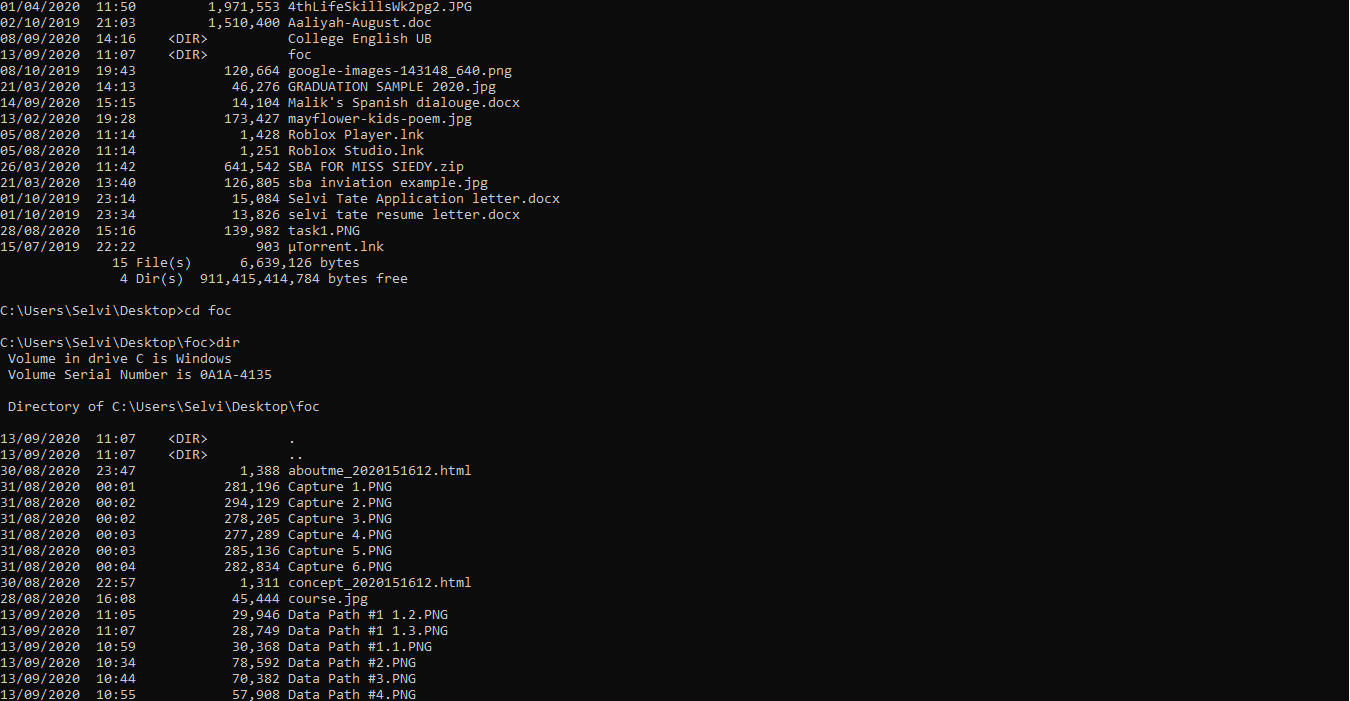 01/04/2020  11:50         1,971,553 4thLifeSkillsWk2pg2.JPG
02/10/2019  21:03         1,510,400 Aaliyah-August.doc
08/09/2020  14:16    <DIR>          College English UB
13/09/2020  11:07    <DIR>          foc
08/10/2019  19:43           120,664 google-images-143148_640.png
21/03/2020  14:13            46,276 GRADUATION SAMPLE 2020.jpg
14/09/2020  15:15            14,104 Malik's Spanish dialouge.docx
13/02/2020  19:28           173,427 mayflower-kids-poem.jpg
05/08/2020  11:14             1,428 Roblox Player.lnk
05/08/2020  11:14             1,251 Roblox Studio.lnk
26/03/2020  11:42           641,542 SBA FOR MISS SIEDY.zip
21/03/2020  13:40           126,805 sba inviation example.jpg
01/10/2019  23:14            15,084 Selvi Tate Application letter.docx
01/10/2019  23:34            13,826 selvi tate resume letter.docx
28/08/2020  15:16           139,982 task1.PNG
15/07/2019  22:22               903 µTorrent.lnk
              15 File(s)      6,639,126 bytes
               4 Dir(s)  911,415,414,784 bytes free
C:\Users\Selvi\Desktop>cd foc
C:\Users\Selvi\Desktop\foc>dir
 Volume in drive C is Windows
 Volume Serial Number is 0A1A-4135
 Directory of C:\Users\Selvi\Desktop\foc
13/09/2020  11:07    <DIR>          .
13/09/2020  11:07    <DIR>          ..
30/08/2020  23:47             1,388 aboutme_2020151612.html
31/08/2020  00:01           281,196 Capture 1.PNG
31/08/2020  00:02           294,129 Capture 2.PNG
31/08/2020  00:02           278,205 Capture 3.PNG
31/08/2020  00:03           277,289 Capture 4.PNG
31/08/2020  00:03           285,136 Capture 5.PNG
31/08/2020  00:04           282,834 Capture 6.PNG
30/08/2020  22:57             1,311 concept_2020151612.html
28/08/2020  16:08            45,444 course.jpg
13/09/2020  11:05            29,946 Data Path #1 1.2.PNG
13/09/2020  11:07            28,749 Data Path #1 1.3.PNG
13/09/2020  10:59            30,368 Data Path #1.1.PNG
13/09/2020  10:34            78,592 Data Path #2.PNG
13/09/2020  10:44            70,382 Data Path #3.PNG
13/09/2020  10:55            57,908 Data Path #4.PNG